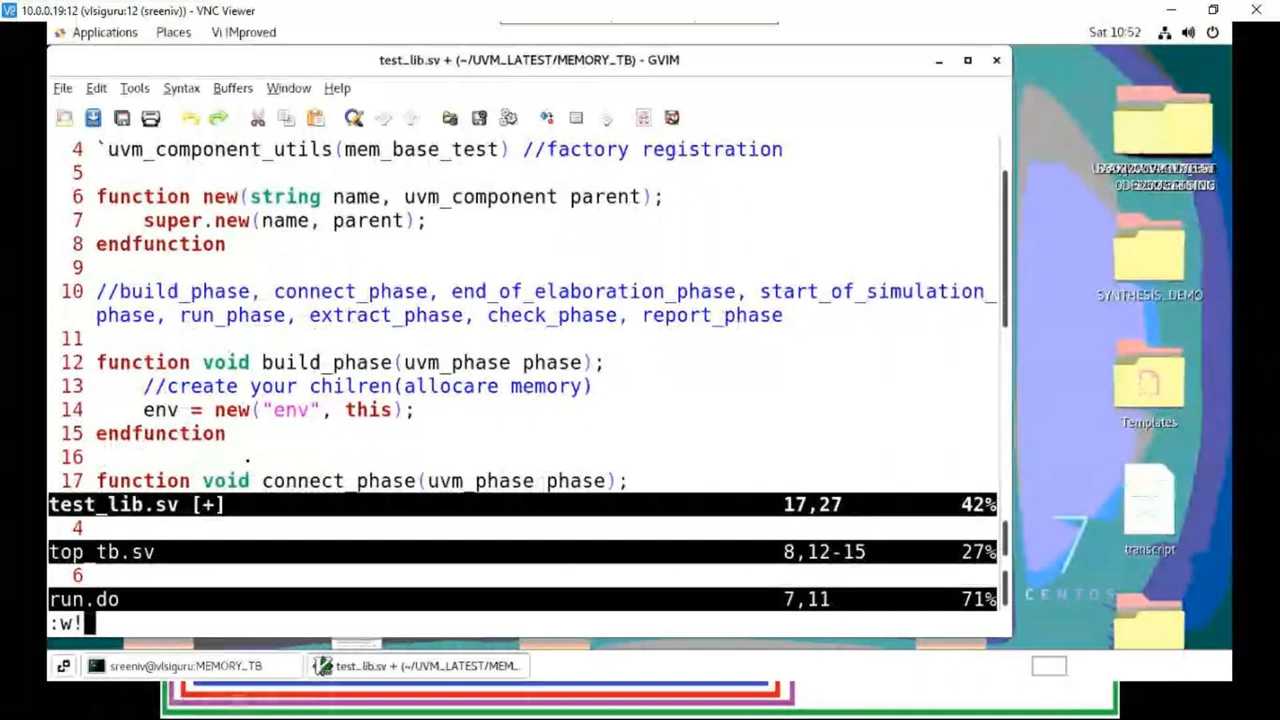 10.0.0.19:12 (vlsiguru:12 (sreeniv)) - VNC Viewer
Applications Places Vi IMproved Sat 10:52
test_lib.sv + (~/UVM_LATEST/MEMORY_TB) - GVIM
File Edit Tools Syntax Buffers Window Help
4 `uvm_component_utils(mem_base_test) //factory registration
5
6 function new(string name, uvm_component parent);
7 super.new(name, parent);
8 endfunction
9
10 //build_phase, connect_phase, end_of_elaboration_phase, start_of_simulation_
phase, run_phase, extract_phase, check_phase, report_phase
11
12 function void build_phase(uvm_phase phase);
13 //create your chilren(allocare memory)
14 env = new("env", this);
15 endfunction
16
17 function void connect_phase(uvm_phase phase);
test_lib.sv [+] 17,27 42%
4
top_tb.sv 8,12-15 27%
6
run.do 7,11 71%
:w!
SYNTHESIS_DEMO
Templates
transcript
7
CENTOS
sreeniv@vlsiguru:MEMORY_TB
test_lib.sv + (~/UVM_LATEST/MEM...